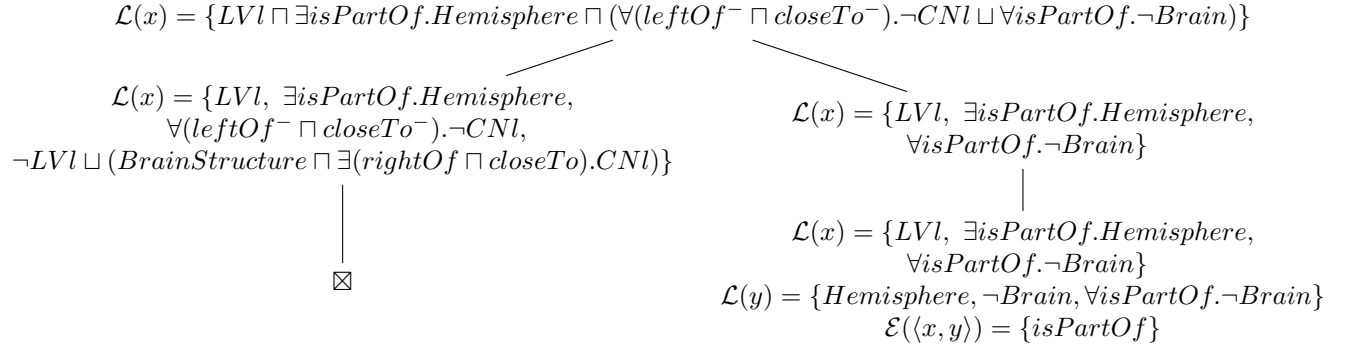 ℒ(x) = {LVl ⊓ ∃isPartOf.Hemisphere ⊓ (∀(leftOf⁻ ⊓ closeTo⁻).¬CNl ⊔ ∀isPartOf.¬Brain)}
ℒ(x) = {LVl, ∃isPartOf.Hemisphere,
∀(leftOf⁻ ⊓ closeTo⁻).¬CNl,
¬LVl ⊔ (BrainStructure ⊓ ∃(rightOf ⊓ closeTo).CNl)}
⊠
ℒ(x) = {LVl, ∃isPartOf.Hemisphere,
∀isPartOf.¬Brain}
ℒ(x) = {LVl, ∃isPartOf.Hemisphere,
∀isPartOf.¬Brain}
ℒ(y) = {Hemisphere, ¬Brain, ∀isPartOf.¬Brain}
ℰ(⟨x, y⟩) = {isPartOf}